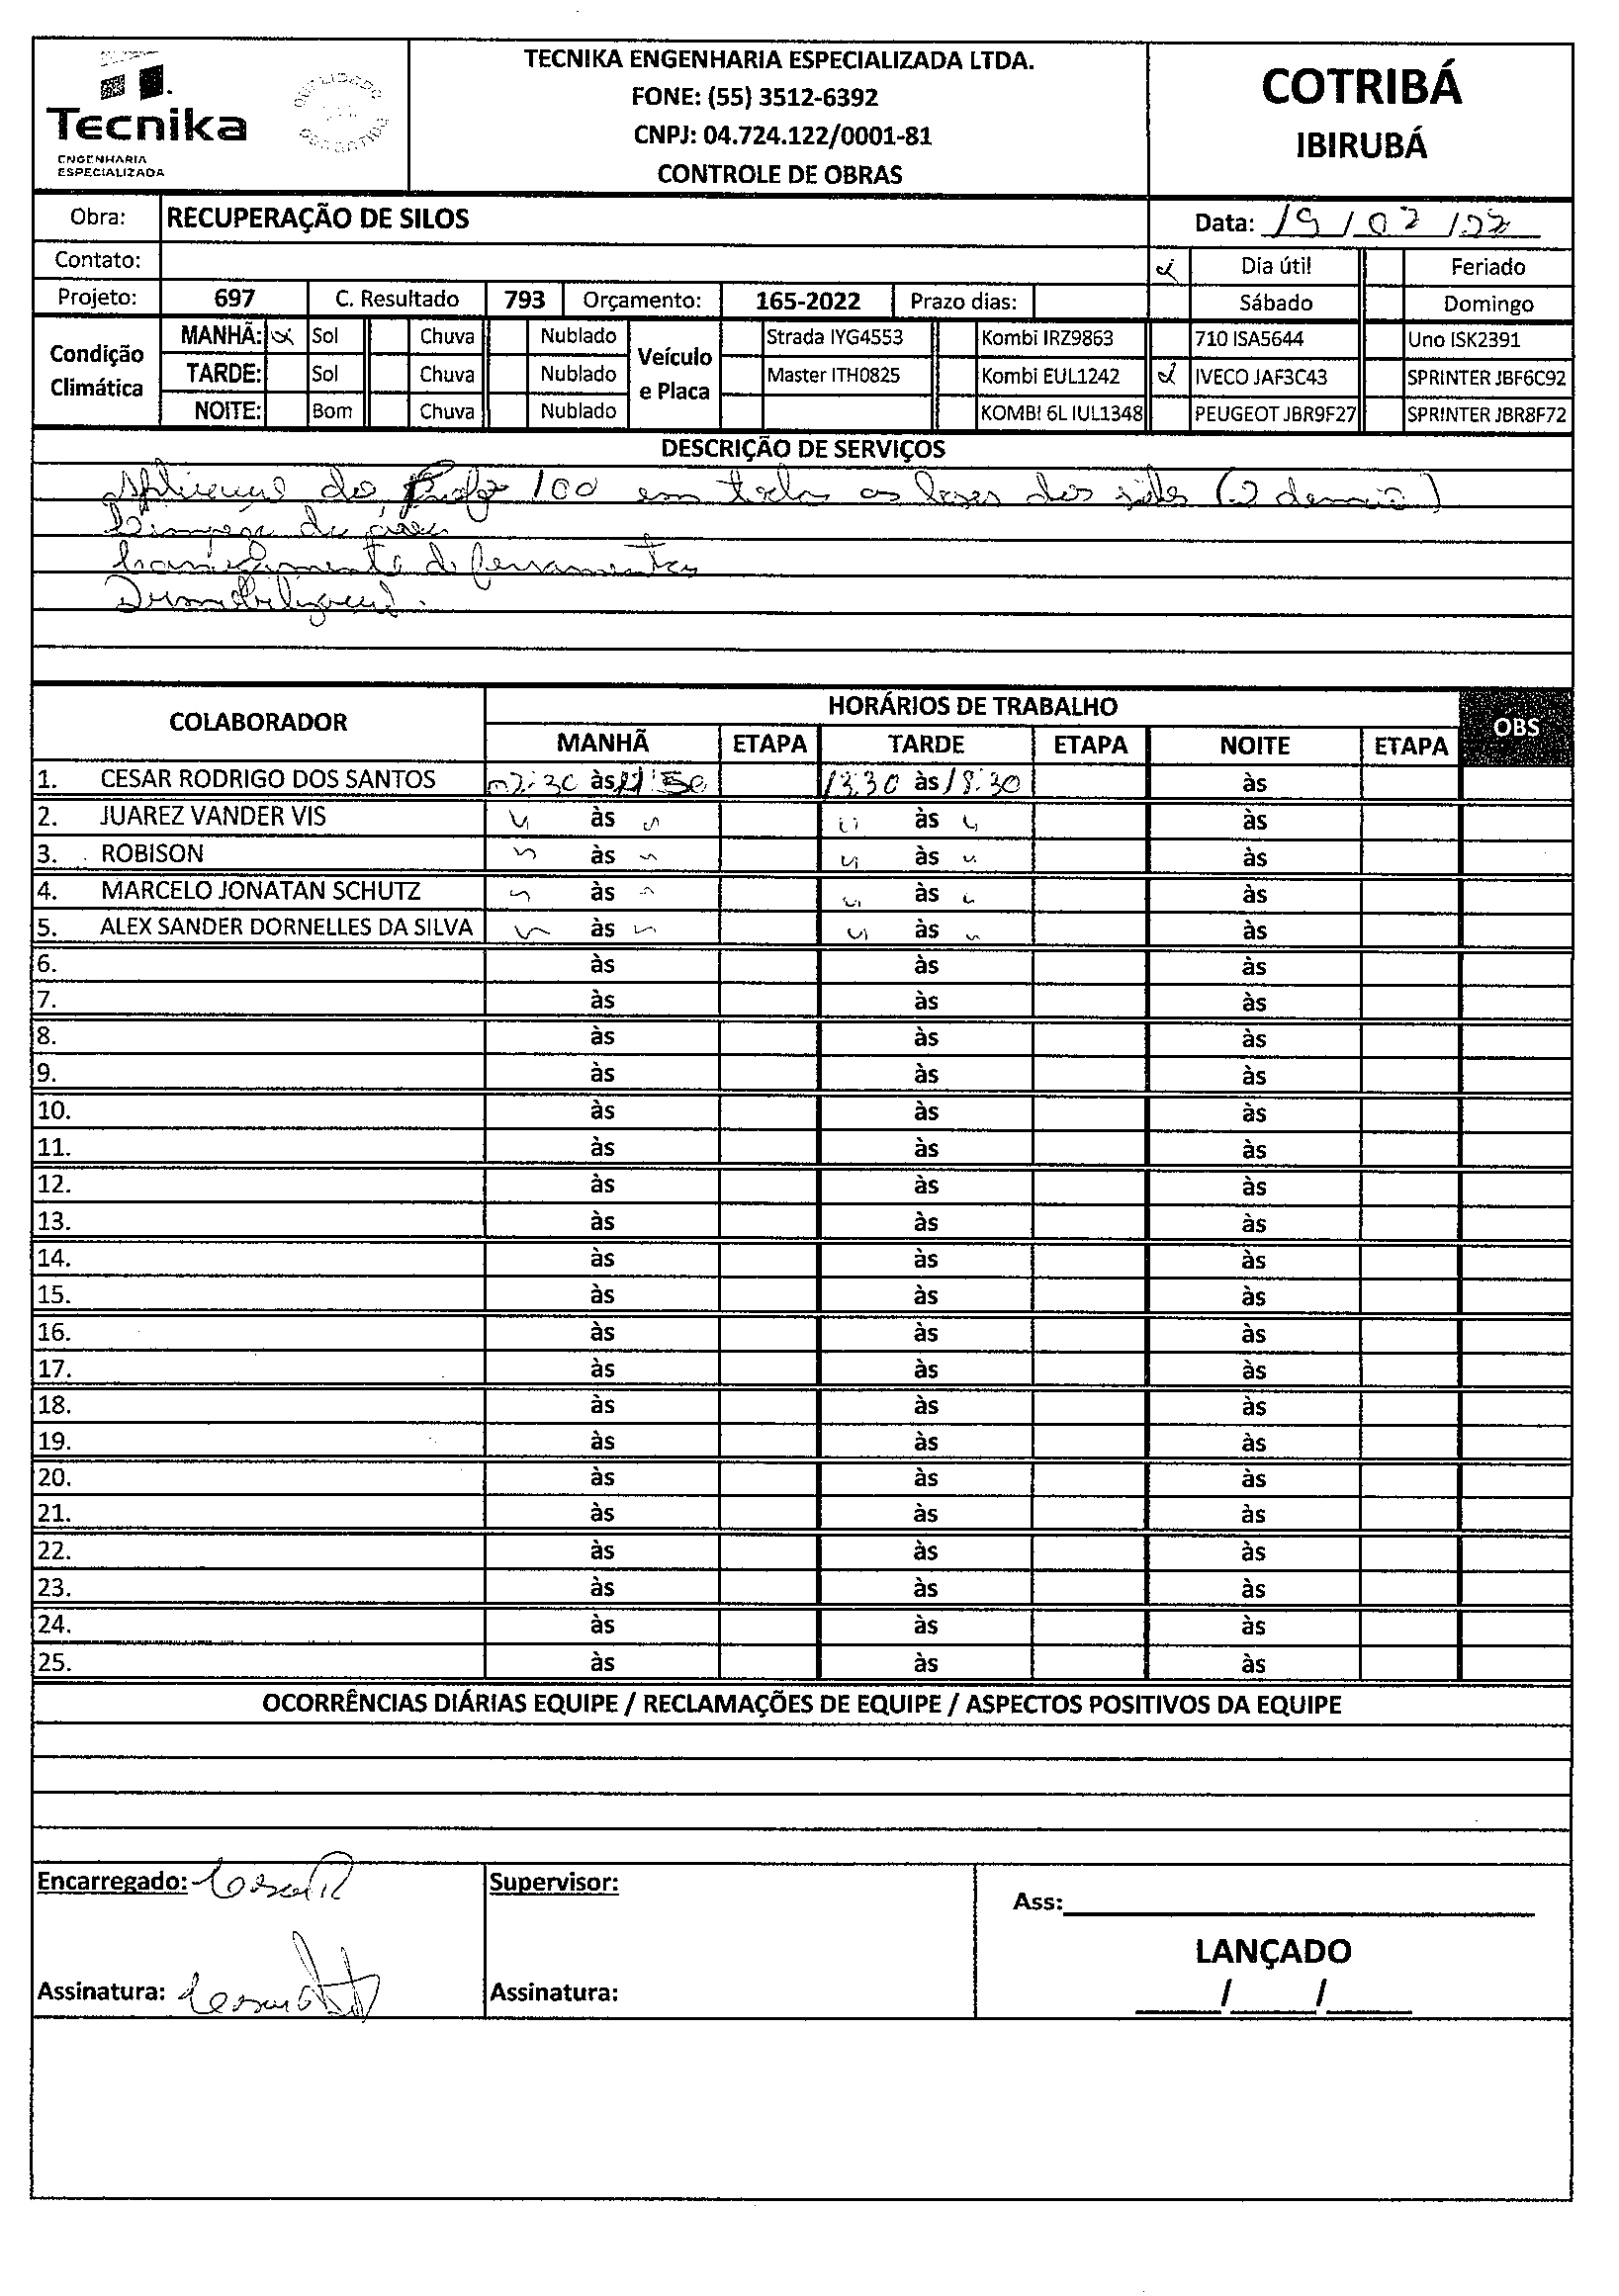 Tecnika
ENGENHARIA
ESPECIALIZADA
QUALIDADE
GARANTIDA
TECNIKA ENGENHARIA ESPECIALIZADA LTDA.
FONE: (55) 3512-6392
CNPJ: 04.724.122/0001-81
CONTROLE DE OBRAS
COTRIBÁ
IBIRUBÁ
Obra: RECUPERAÇÃO DE SILOS Data: 19/07/22
Contato: x Dia útil Feriado
Projeto: 697 C. Resultado 793 Orçamento: 165-2022 Prazo dias: Sábado Domingo
Condição Climática MANHÃ: x Sol Chuva Nublado Veículo e Placa Strada IYG4553 Kombi IRZ9863 710 ISA5644 Uno ISK2391
TARDE: Sol Chuva Nublado Master ITH0825 Kombi EUL1242 x IVECO JAF3C43 SPRINTER JBF6C92
NOITE: Bom Chuva Nublado KOMBI 6L IUL1348 PEUGEOT JBR9F27 SPRINTER JBR8F72
DESCRIÇÃO DE SERVIÇOS
Aplicação do 100 em todas as bases dos silos (2 demão)
Limpeza da área
Carregamento de ferramentas
Desmobilização.
COLABORADOR HORÁRIOS DE TRABALHO OBS
MANHÃ ETAPA TARDE ETAPA NOITE ETAPA
1. CESAR RODRIGO DOS SANTOS 07:30 às 11:50 13:30 às 18:30 às
2. JUAREZ VANDER VIS " às " " às " às
3. ROBISON " às " " às " às
4. MARCELO JONATAN SCHUTZ " às " " às " às
5. ALEX SANDER DORNELLES DA SILVA " às " " às " às
6. às às às
7. às às às
8. às às às
9. às às às
10. às às às
11. às às às
12. às às às
13. às às às
14. às às às
15. às às às
16. às às às
17. às às às
18. às às às
19. às às às
20. às às às
21. às às às
22. às às às
23. às às às
24. às às às
25. às às às
OCORRÊNCIAS DIÁRIAS EQUIPE / RECLAMAÇÕES DE EQUIPE / ASPECTOS POSITIVOS DA EQUIPE
Encarregado: Cesar R Supervisor: Ass:
LANÇADO
Assinatura: Assinatura: / /